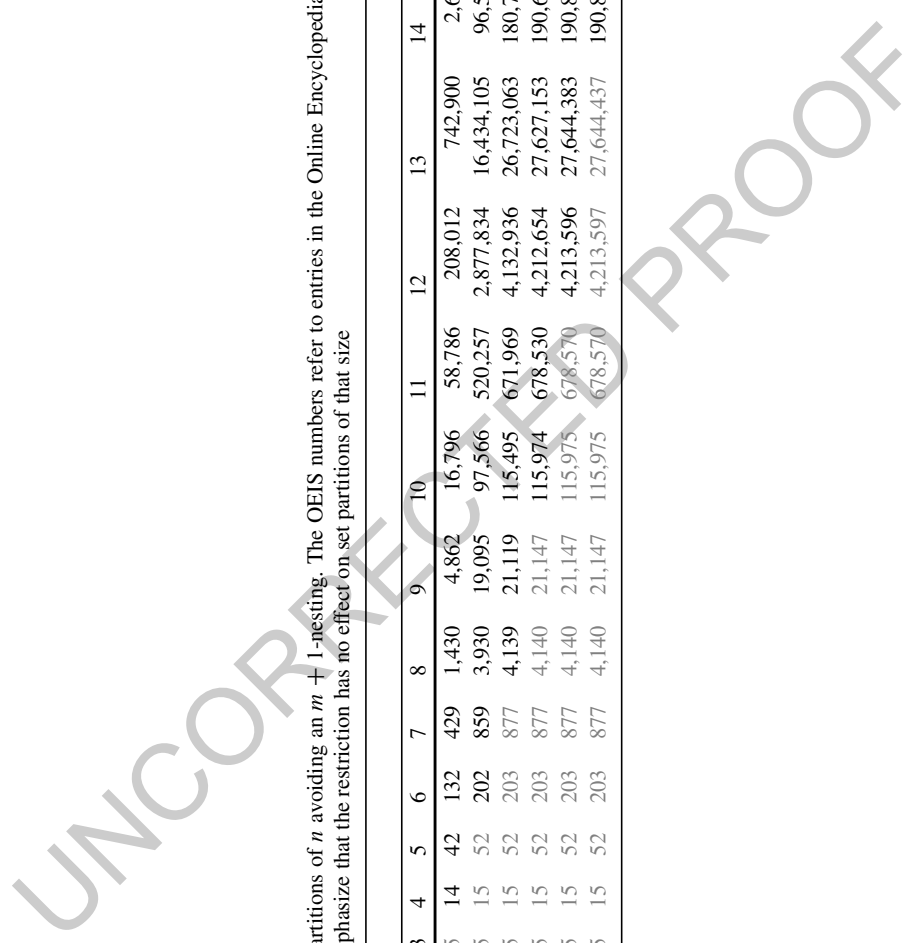 artitions of n avoiding an m + 1-nesting. The OEIS numbers refer to entries in the Online Encyclopedia
phasize that the restriction has no effect on set partitions of that size
4 5 6 7 8 9 10 11 12 13 14
14 42 132 429 1,430 4,862 16,796 58,786 208,012 742,900
15 52 202 859 3,930 19,095 97,566 520,257 2,877,834 16,434,105
15 52 203 877 4,139 21,119 115,495 671,969 4,132,936 26,723,063
15 52 203 877 4,140 21,147 115,974 678,530 4,212,654 27,627,153
15 52 203 877 4,140 21,147 115,975 678,570 4,213,596 27,644,383
15 52 203 877 4,140 21,147 115,975 678,570 4,213,597 27,644,437
UNCORRECTED PROOF